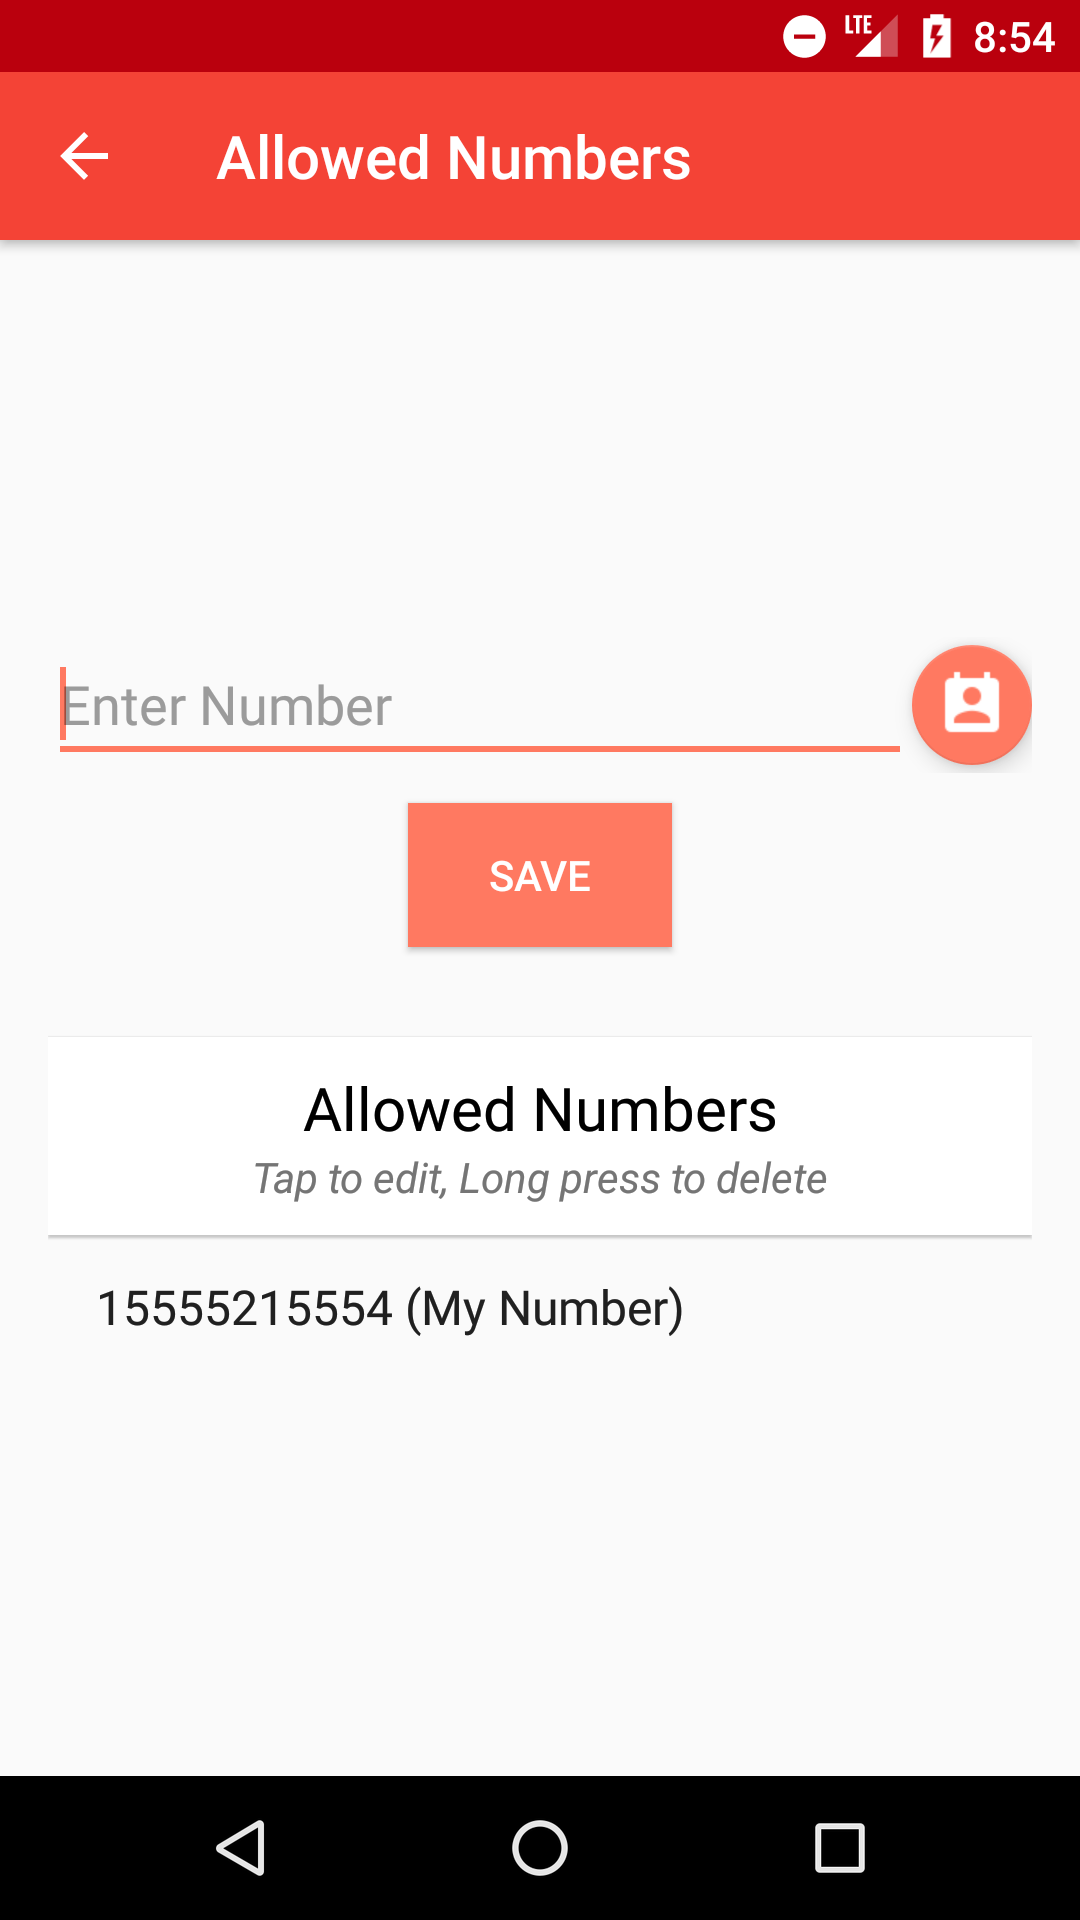 LTE 8:54
Allowed Numbers
Enter Number
SAVE
Allowed Numbers
Tap to edit, Long press to delete
15555215554 (My Number)